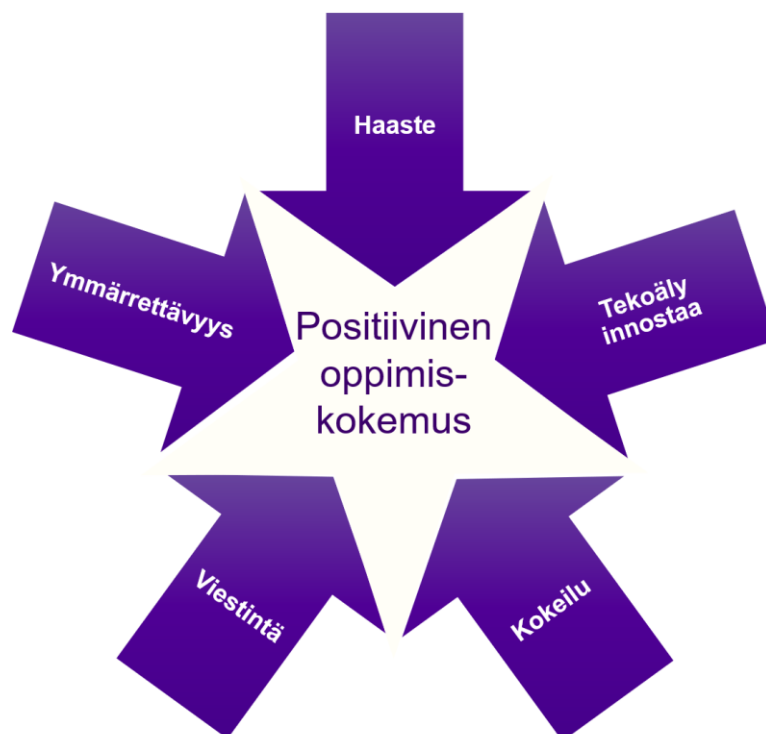 Haaste
Ymmärrettävyys
Tekoäly
innostaa
Positiivinen
oppimis-
kokemus
Viestintä
Kokeilu